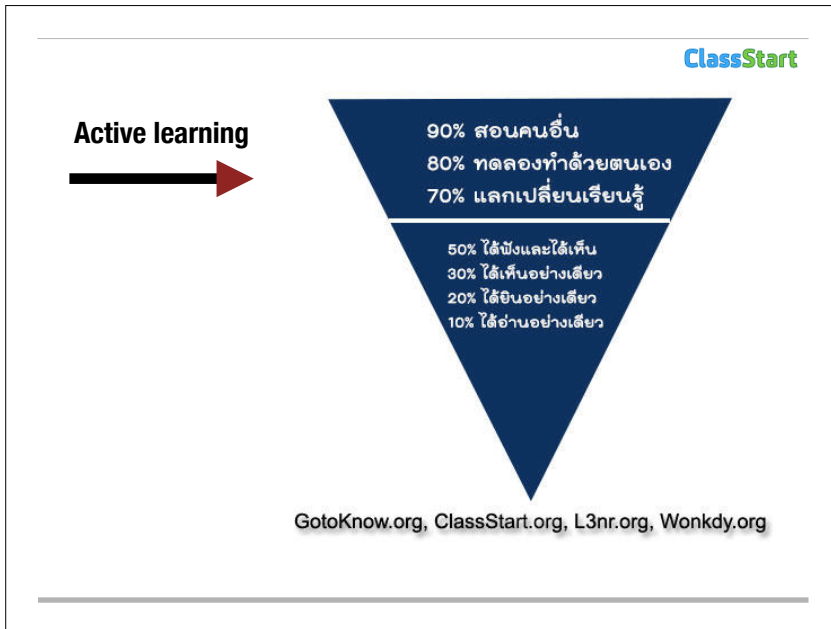 ClassStart
Active learning
90% สอนคนอื่น
80% ทดลองทำด้วยตนเอง
70% แลกเปลี่ยนเรียนรู้
50% ได้ฟังและได้เห็น
30% ได้เห็นอย่างเดียว
20% ได้ยินอย่างเดียว
10% ได้อ่านอย่างเดียว
GotoKnow.org, ClassStart.org, L3nr.org, Wonkdy.org